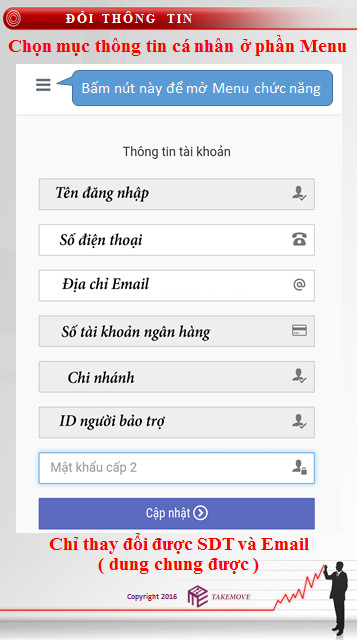 ĐỔI THÔNG TIN
Chọn mục thông tin cá nhân ở phần Menu
Bấm nút này để mở Menu chức năng
Thông tin tài khoản
Tên đăng nhập
Số điện thoại
Địa chỉ Email
@
Số tài khoản ngân hàng
Chi nhánh
ID người bảo trợ
Mật khẩu cấp 2
Cập nhật
Chỉ thay đổi được SDT và Email
( dung chung được )
Copyright 2016 TAKEMOVE